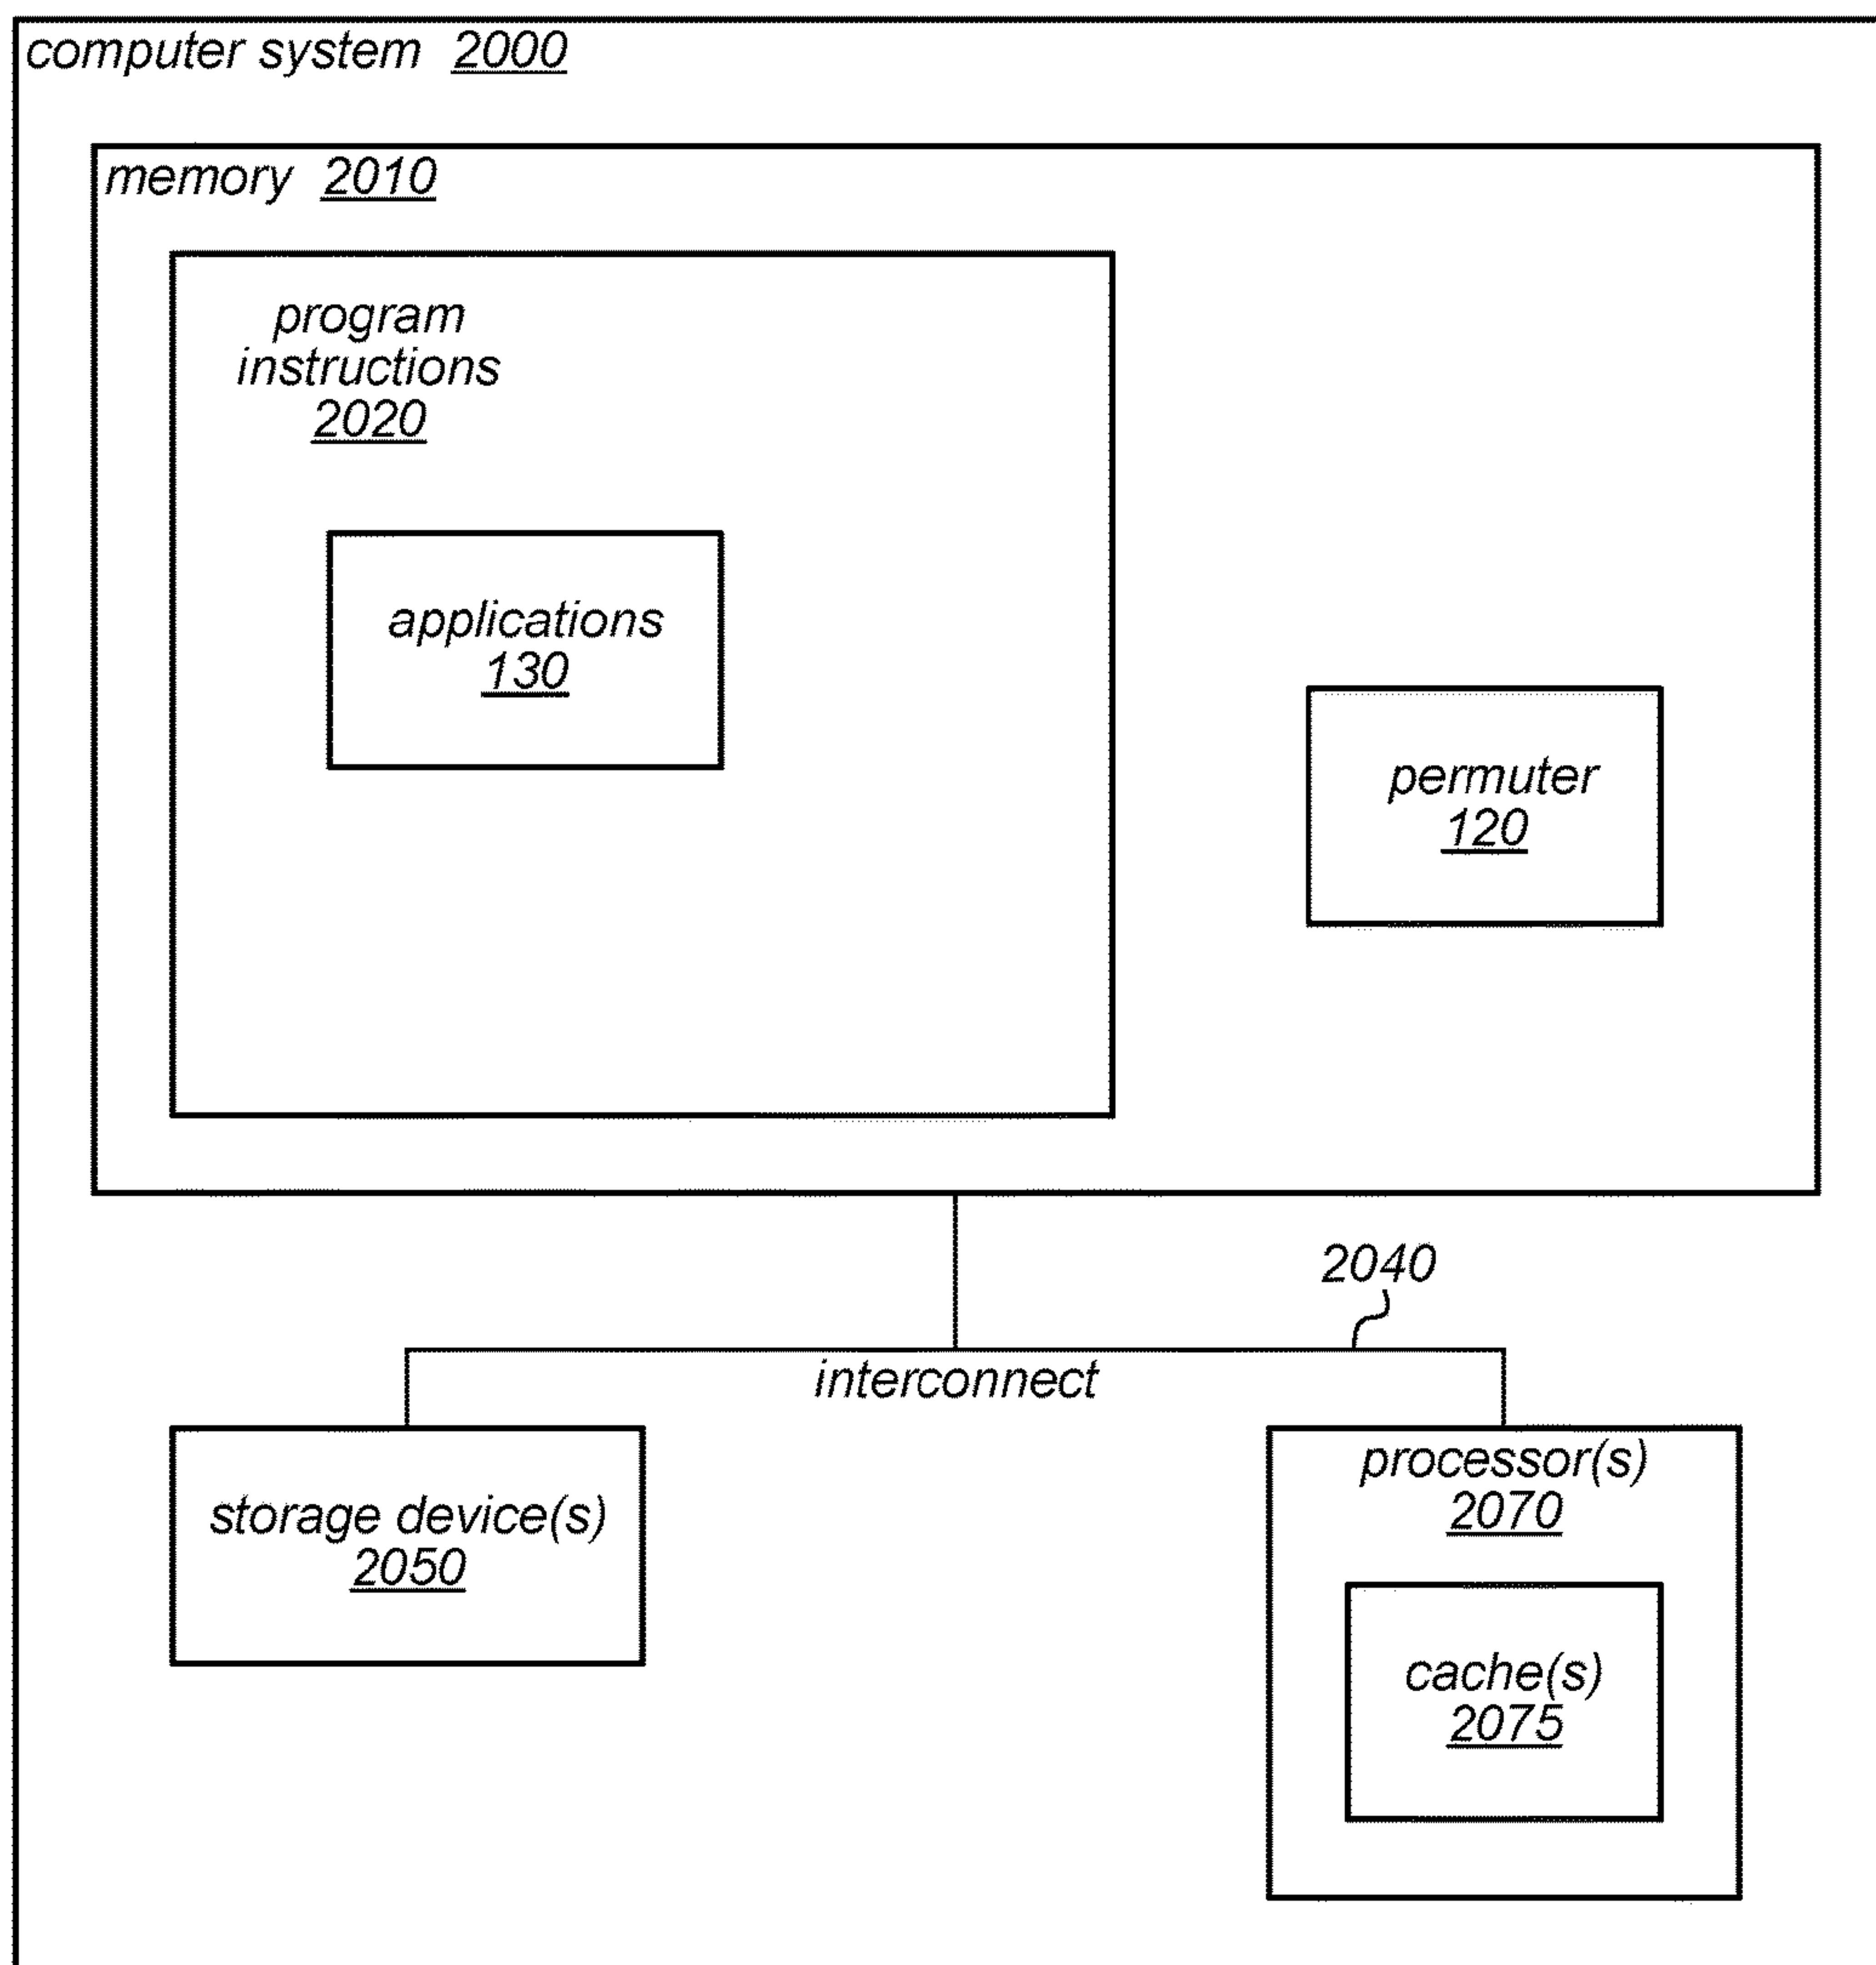 computer system 2000
memory 2010
program
instructions
2020
applications
130
permuter
120
2040
interconnect
storage device(s)
2050
processor(s)
2070
cache(s)
2075